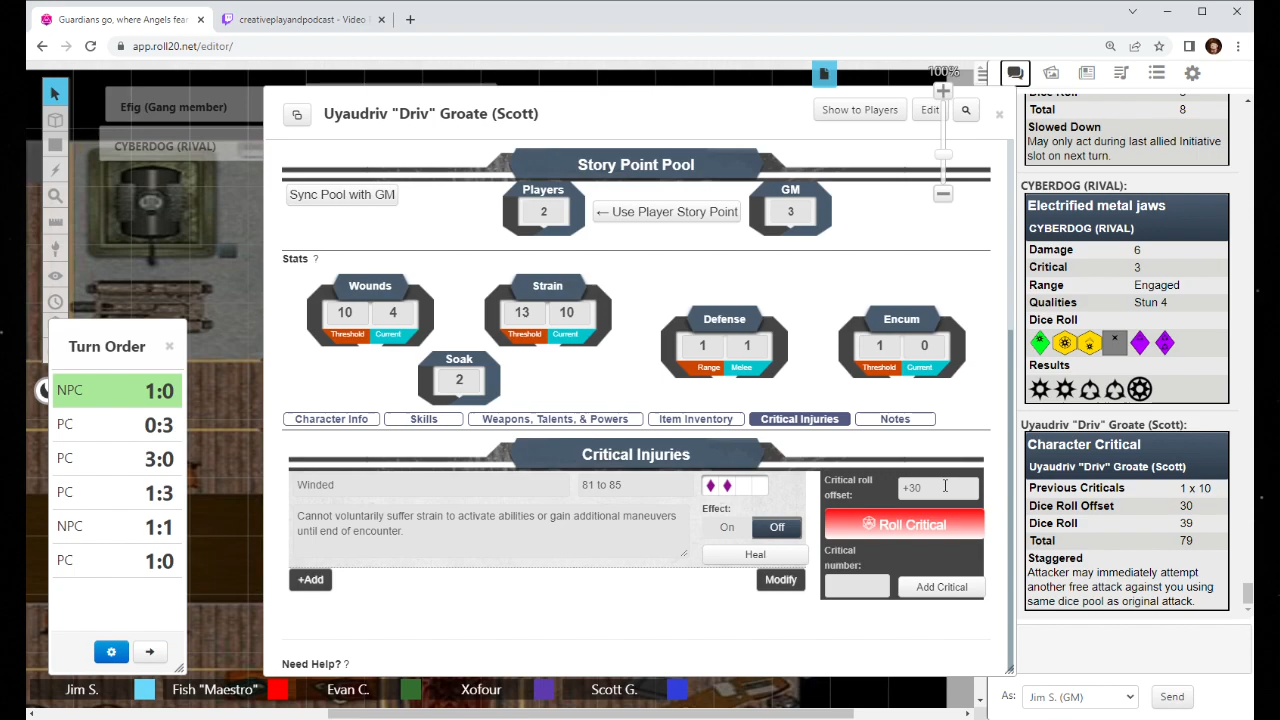 Guardians go, where Angels fea
creativeplayandpodcast - Video
app.roll20.net/editor/
Efig (Gang member)
CYBERDOG (RIVAL)
100%
Uyaudriv "Driv" Groate (Scott)
Show to Players
Edit
Story Point Pool
Sync Pool with GM
Players
2
← Use Player Story Point
GM
3
Stats ?
Wounds
10 4
Threshold Current
Strain
13 10
Threshold Current
Soak
2
Defense
1 1
Range Melee
Encum
1 0
Threshold Current
Character Info
Skills
Weapons, Talents, & Powers
Item Inventory
Critical Injuries
Notes
Critical Injuries
Winded
81 to 85
Cannot voluntarily suffer strain to activate abilities or gain additional maneuvers
until end of encounter.
Effect:
On Off
Heal
+Add
Modify
Critical roll
offset:
+30
Roll Critical
Critical
number:
Add Critical
Need Help? ?
Turn Order
NPC 1:0
PC 0:3
PC 3:0
PC 1:3
NPC 1:1
PC 1:0
Jim S.
Fish "Maestro"
Evan C.
Xofour
Scott G.
Total 8
Slowed Down
May only act during last allied Initiative
slot on next turn.
CYBERDOG (RIVAL):
Electrified metal jaws
CYBERDOG (RIVAL)
Damage 6
Critical 3
Range Engaged
Qualities Stun 4
Dice Roll
Results
Uyaudriv "Driv" Groate (Scott):
Character Critical
Uyaudriv "Driv" Groate (Scott)
Previous Criticals 1 x 10
Dice Roll Offset 30
Dice Roll 39
Total 79
Staggered
Attacker may immediately attempt
another free attack against you using
same dice pool as original attack.
As:
Jim S. (GM)
Send